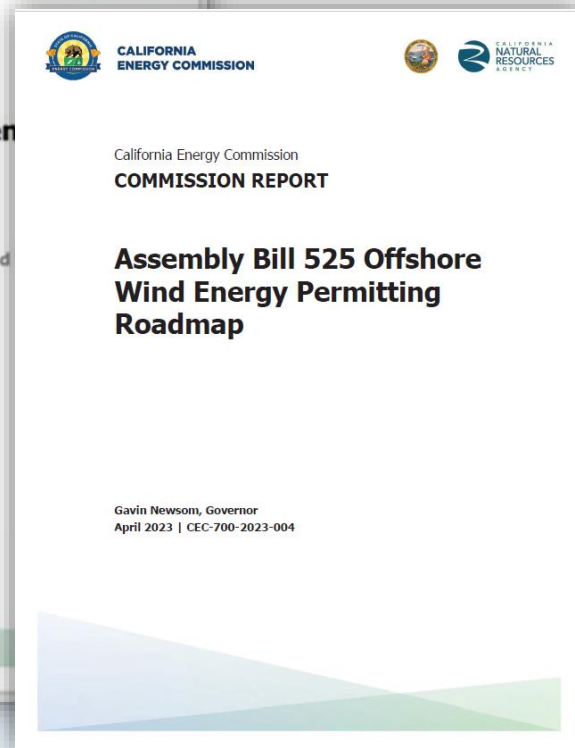 CALIFORNIA
ENERGY COMMISSION
CALIFORNIA
NATURAL
RESOURCES
AGENCY
California Energy Commission
COMMISSION REPORT
Assembly Bill 525 Offshore
Wind Energy Permitting
Roadmap
Gavin Newsom, Governor
April 2023 | CEC-700-2023-004